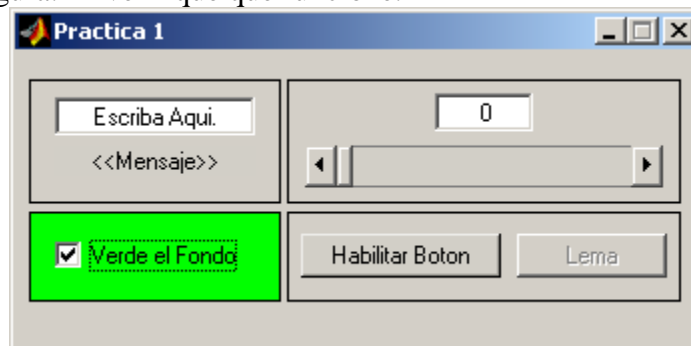 Practica 1
Escriba Aqui.
<<Mensaje>>
0
Verde el Fondo
Habilitar Boton
Lema